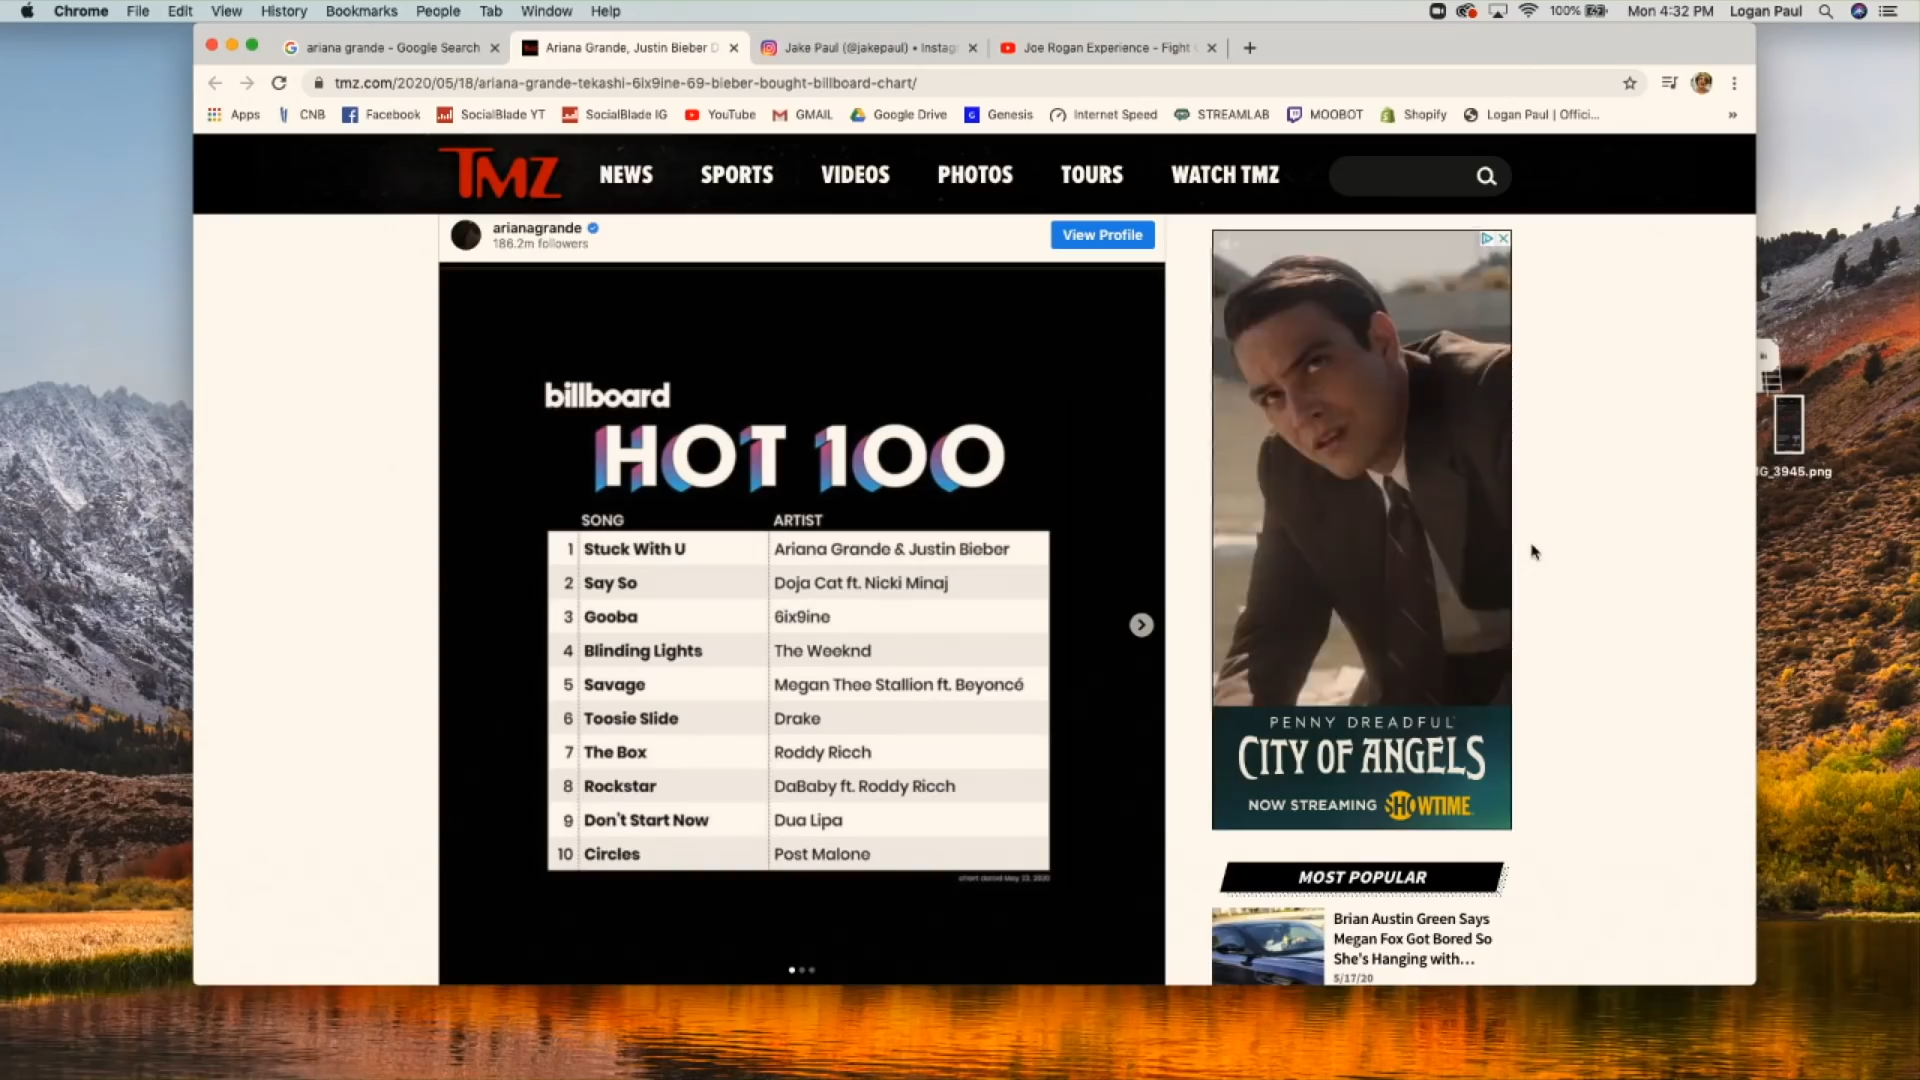 Chrome File Edit View History Bookmarks People Tab Window Help 100% Mon 4:32 PM Logan Paul
ariana grande - Google Search Ariana Grande, Justin Bieber D Jake Paul (@jakepaul) • Instag Joe Rogan Experience - Fight
tmz.com/2020/05/18/ariana-grande-tekashi-6ix9ine-69-bieber-bought-billboard-chart/
Apps CNB Facebook SocialBlade YT SocialBlade IG YouTube GMAIL Google Drive Genesis Internet Speed STREAMLAB MOOBOT Shopify Logan Paul | Offici... »
TMZ NEWS SPORTS VIDEOS PHOTOS TOURS WATCH TMZ
arianagrande
186.2m followers
View Profile
billboard
HOT 100
SONG ARTIST
1 Stuck With U Ariana Grande & Justin Bieber
2 Say So Doja Cat ft. Nicki Minaj
3 Gooba 6ix9ine
4 Blinding Lights The Weeknd
5 Savage Megan Thee Stallion ft. Beyoncé
6 Toosie Slide Drake
7 The Box Roddy Ricch
8 Rockstar DaBaby ft. Roddy Ricch
9 Don't Start Now Dua Lipa
10 Circles Post Malone
chart dated May 23, 2020
PENNY DREADFUL
CITY OF ANGELS
NOW STREAMING SHOWTIME
MOST POPULAR
Brian Austin Green Says
Megan Fox Got Bored So
She's Hanging with...
5/17/20
G_3945.png